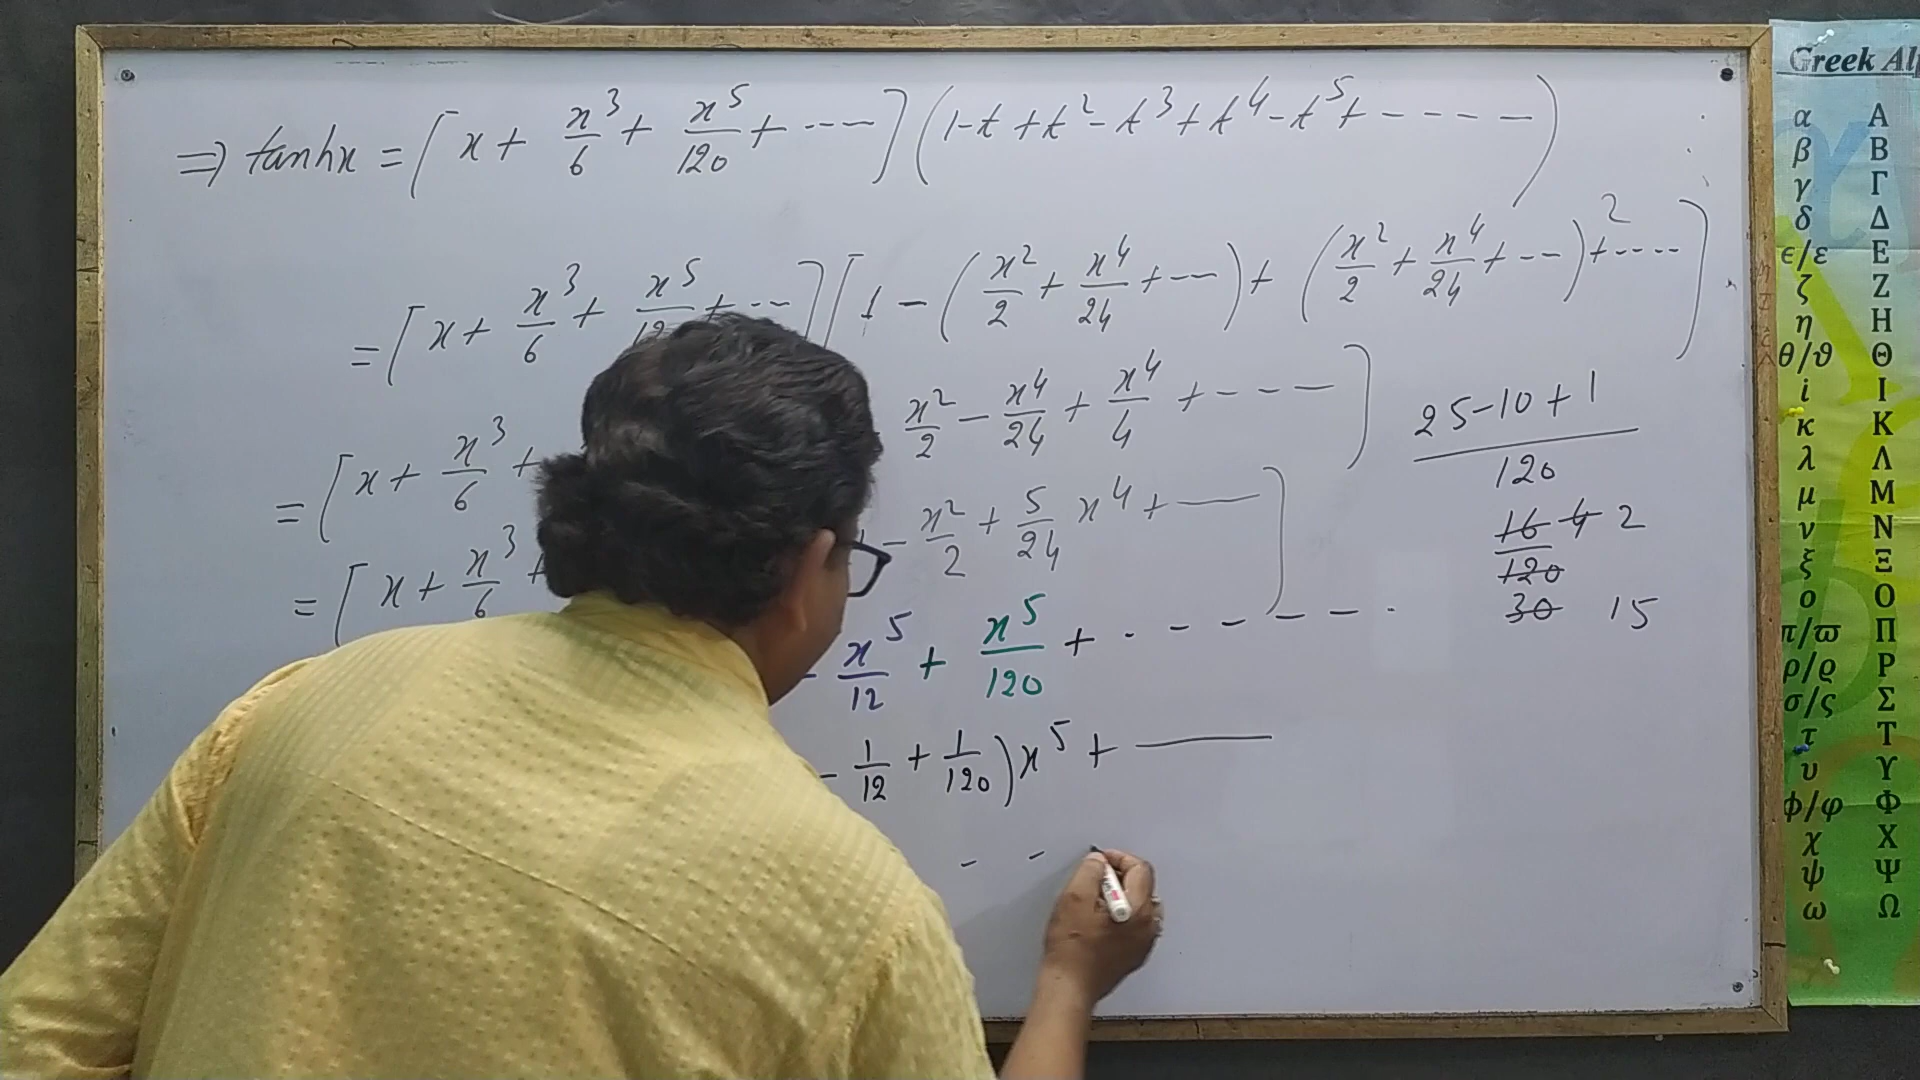 ⇒ tanhx = [x + x³/6 + x⁵/120 + ----] (1-t+t²-t³+t⁴-t⁵+-----)
= [x + x³/6 + x⁵/12 + --] [1 - (x²/2 + x⁴/24 + ---) + (x²/2 + x⁴/24 + ---)² + ----]
= [x + x³/6 + x²/2 - x⁴/24 + x⁴/4 + ---]
= [x + x³/6 + - x²/2 + 5/24 x⁴ + —]
- x⁵/12 + x⁵/120 + ------
- 1/12 + 1/120) x⁵ + —
- - -
25-10+1
120
16 4 2
120
30 15
Greek Al
α Α
β Β
γ Γ
δ Δ
ϵ/ε Ε
ζ Ζ
η Η
θ/ϑ Θ
i Ι
κ Κ
λ Λ
μ Μ
ν Ν
ξ Ξ
ο Ο
π/ϖ Π
ρ/ϱ Ρ
σ/ς Σ
τ Τ
υ Υ
ϕ/φ Φ
χ Χ
ψ Ψ
ω Ω